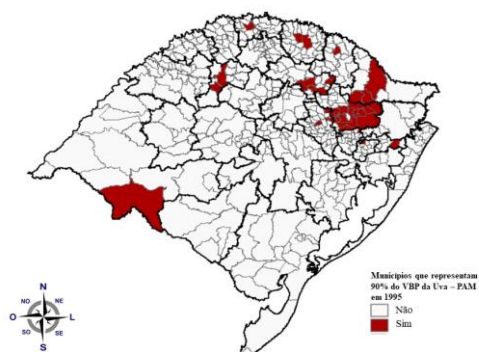 N
NO
NE
O
L
SO
SE
S
Municípios que representam
90% do VBP da Uva – PAM
em 1995
Não
Sim